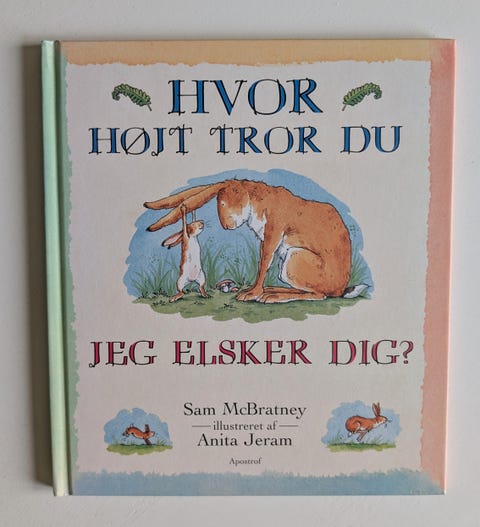 HVOR
HØJT TROR DU
JEG ELSKER DIG?
Sam McBratney
illustreret af
Anita Jeram
Apostrof